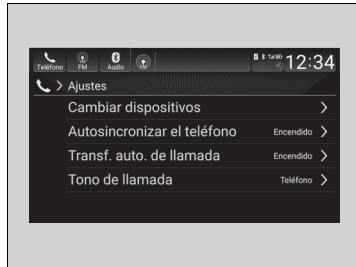 Teléfono FM Audio 12:34
> Ajustes
Cambiar dispositivos >
Autosincronizar el teléfono Encendido >
Transf. auto. de llamada Encendido >
Tono de llamada Teléfono >